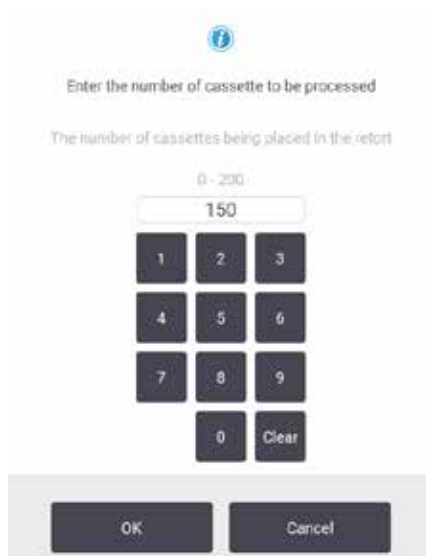 Enter the number of cassette to be processed
The number of cassettes being placed in the retort
0 - 200
150
1 2 3
4 5 6
7 8 9
0 Clear
OK Cancel